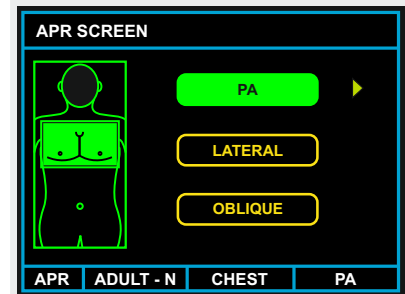 APR SCREEN
PA
LATERAL
OBLIQUE
APR ADULT - N CHEST PA